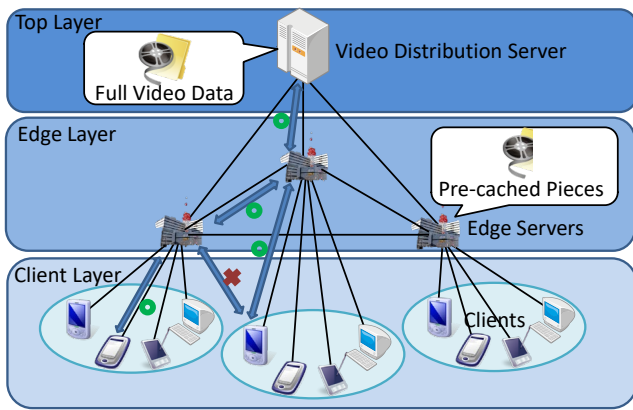 Top Layer
Video Distribution Server
Full Video Data
Edge Layer
Pre-cached Pieces
Edge Servers
Client Layer
Clients